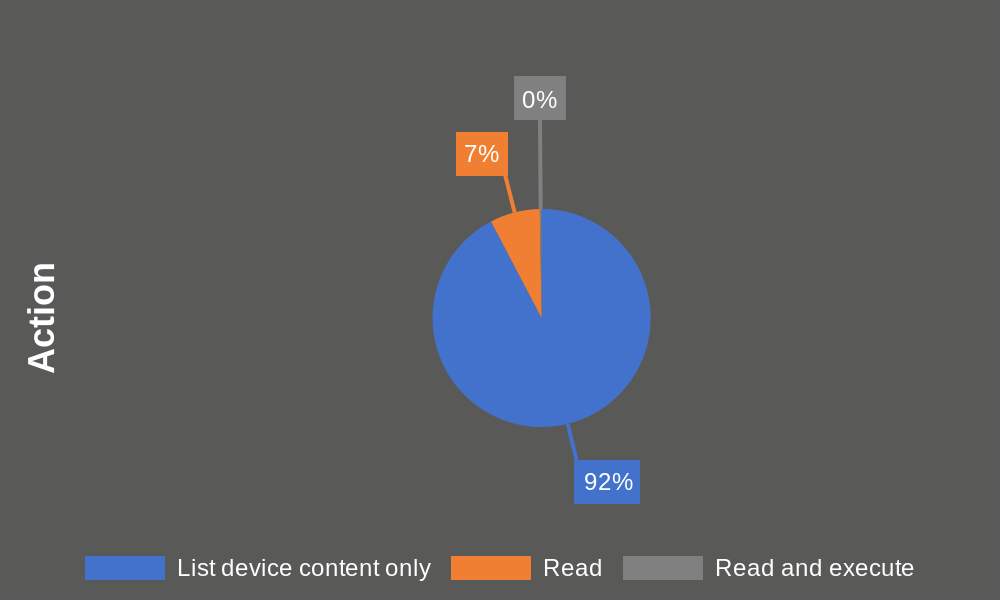 0%
7%
Action
92%
List device content only
Read
Read and execute